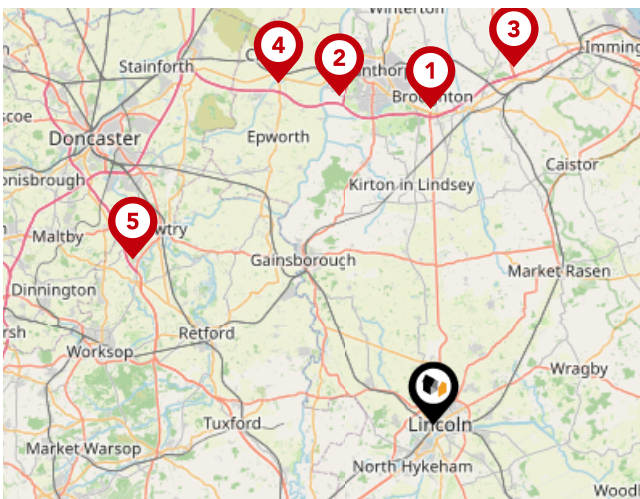 Winterton
3
4
2
Stainforth
1
Imming
Doncaster
Epworth
Caistor
Kirton in Lindsey
5
Maltby
Gainsborough
Market Rasen
Dinnington
Retford
Worksop
Wragby
Tuxford
Lincoln
Market Warsop
North Hykeham
Wood